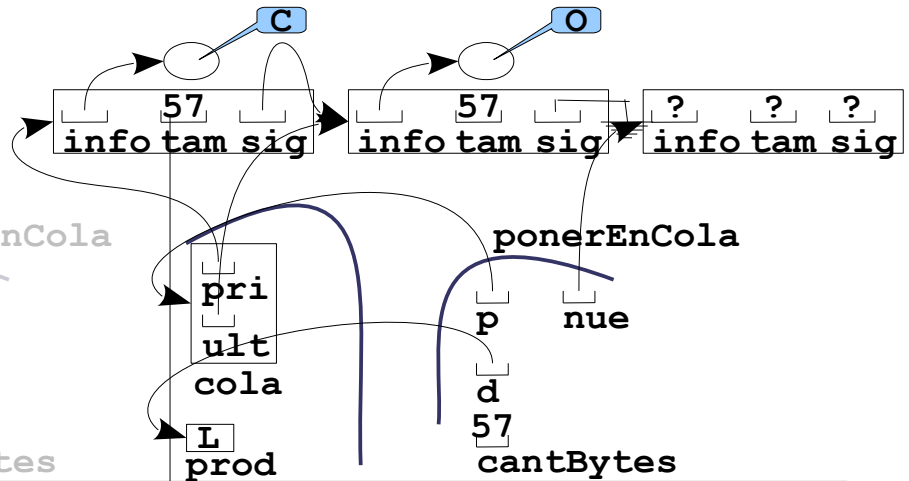 C O
57 57 ? ? ?
info tam sig info tam sig info tam sig
nCola ponerEnCola
pri
p nue
ult
cola
d
57
L
prod cantBytes
tes